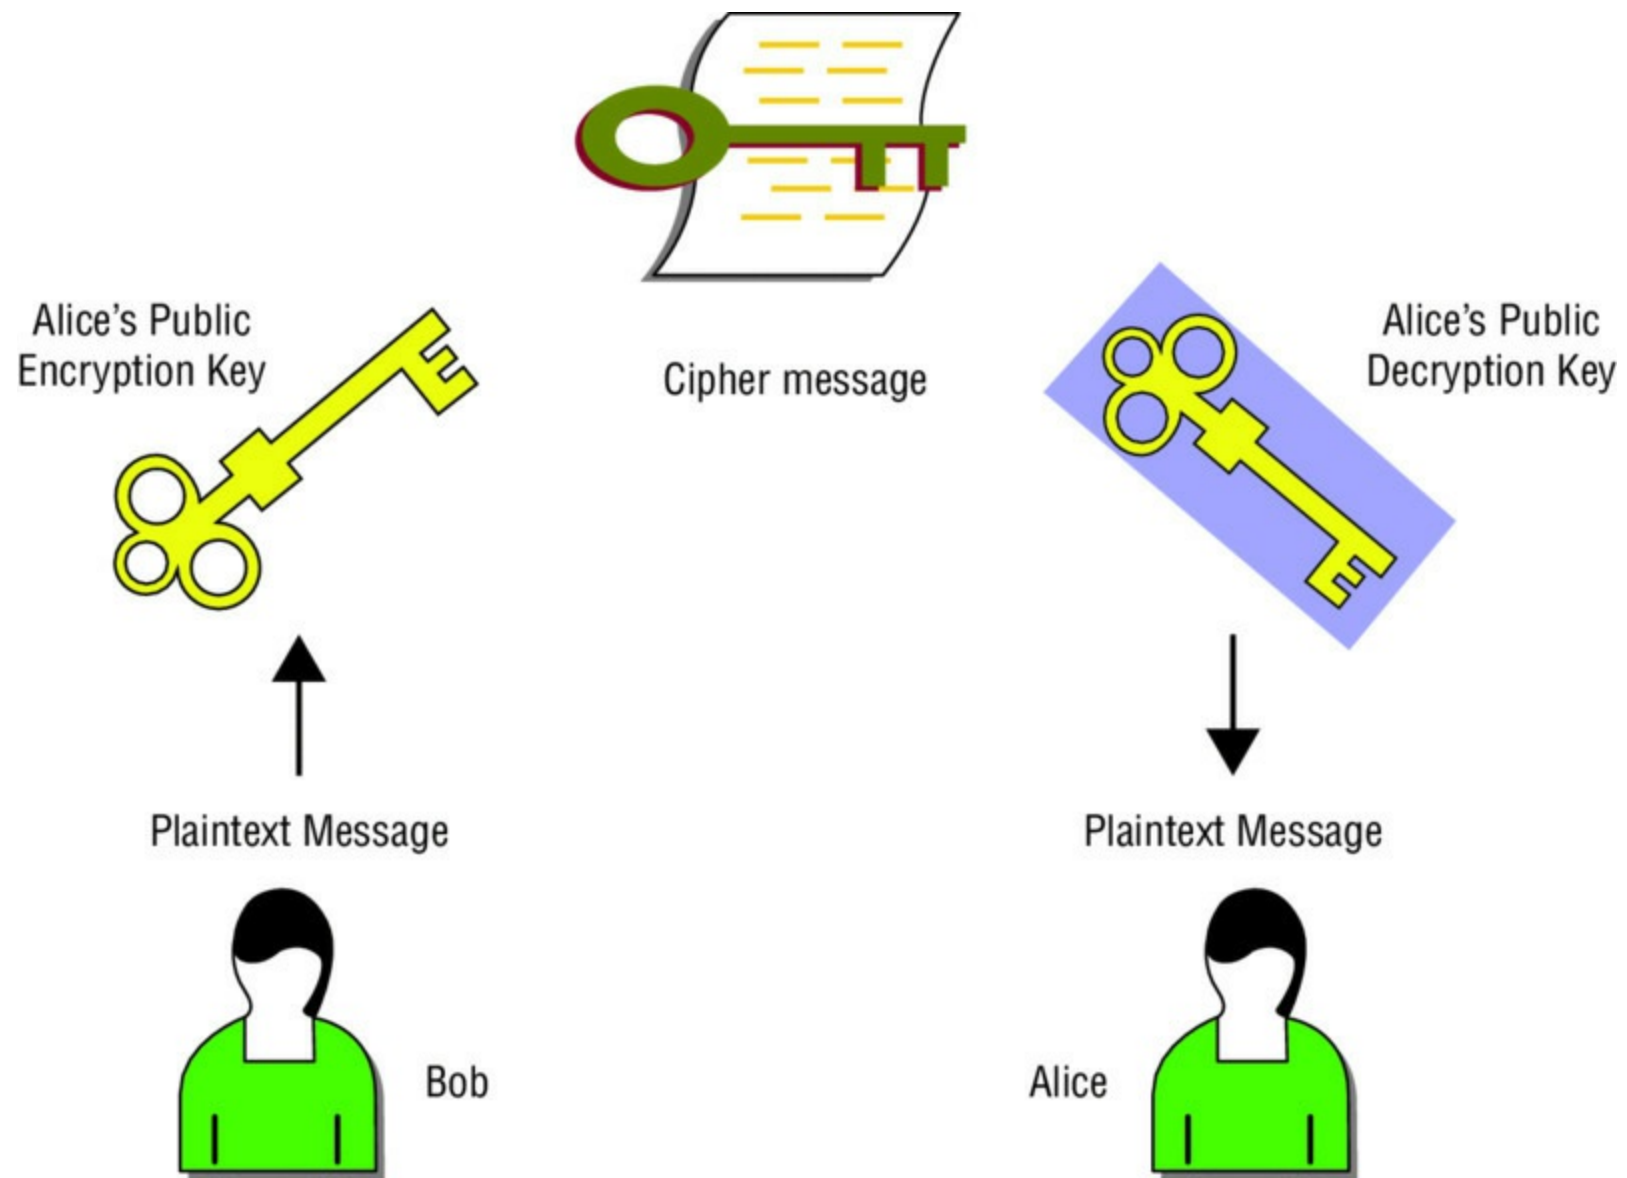 Alice’s Public
Encryption Key
Cipher message
Alice’s Public
Decryption Key
Plaintext Message
Plaintext Message
Bob
Alice